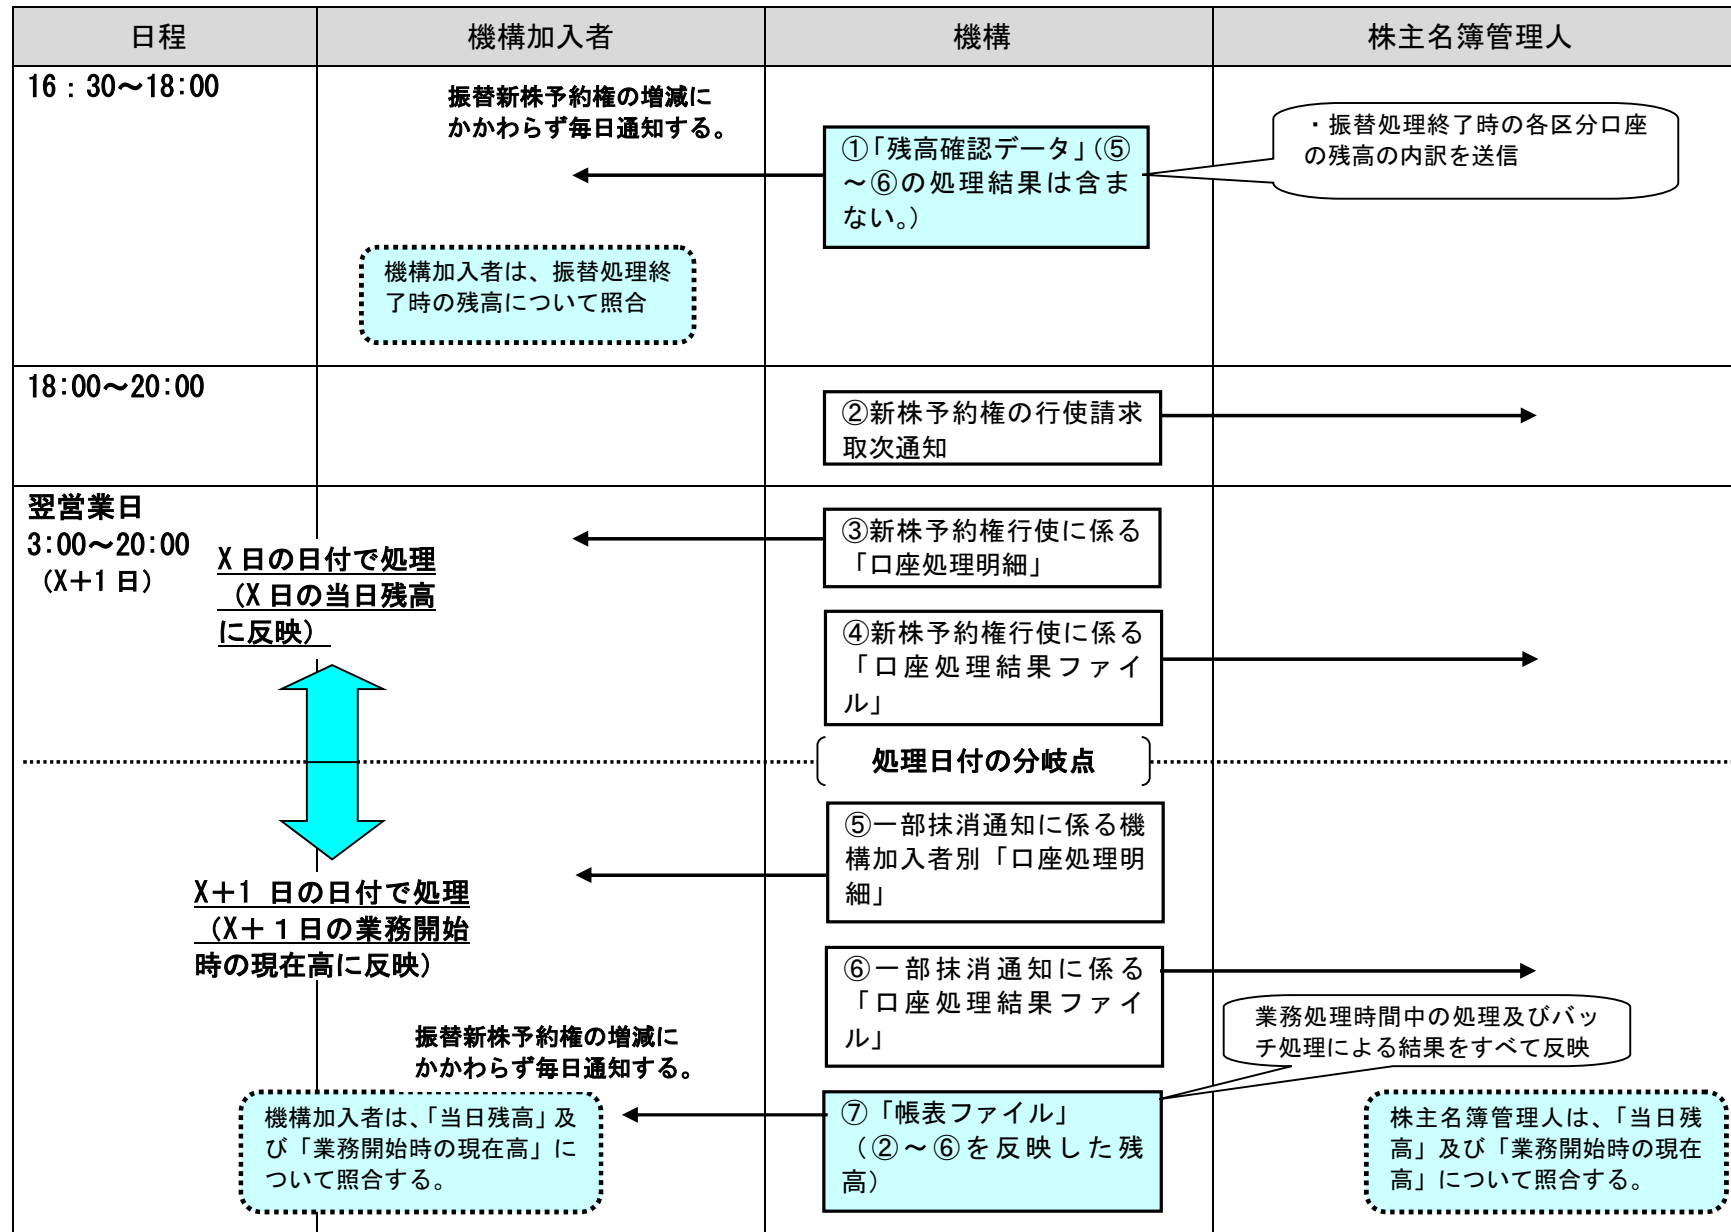 日程
機構加入者
機構
株主名簿管理人
16：30～18:00
振替新株予約権の増減に
かかわらず毎日通知する。
①「残高確認データ」（⑤
～⑥の処理結果は含ま
ない。）
・振替処理終了時の各区分口座
の残高の内訳を送信
機構加入者は、振替処理終
了時の残高について照合
18:00～20:00
②新株予約権の行使請求
取次通知
翌営業日
3:00～20:00
（X＋1 日）
X 日の日付で処理
（X 日の当日残高
に反映）
③新株予約権行使に係る
「口座処理明細」
④新株予約権行使に係る
「口座処理結果ファイ
ル」
処理日付の分岐点
⑤一部抹消通知に係る機
構加入者別「口座処理明
細」
X＋1 日の日付で処理
（X＋１日の業務開始
時の現在高に反映）
⑥一部抹消通知に係る
「口座処理結果ファイ
ル」
業務処理時間中の処理及びバッ
チ処理による結果をすべて反映
振替新株予約権の増減に
かかわらず毎日通知する。
機構加入者は、「当日残高」及
び「業務開始時の現在高」に
ついて照合する。
⑦「帳表ファイル」
（②～⑥を反映した残
高）
株主名簿管理人は、「当日残
高」及び「業務開始時の現在
高」について照合する。